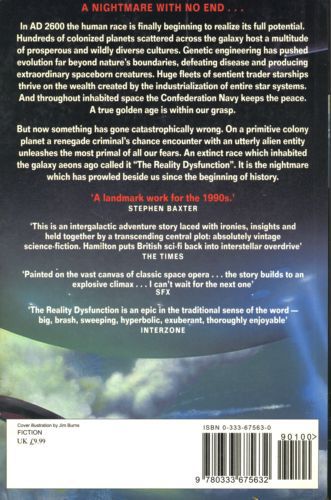 A NIGHTMARE WITH NO END . . .
In AD 2600 the human race is finally beginning to realize its full potential.
Hundreds of colonized planets scattered across the galaxy host a multitude
of prosperous and wildly diverse cultures. Genetic engineering has pushed
evolution far beyond nature's boundaries, defeating disease and producing
extraordinary spaceborn creatures. Huge fleets of sentient trader starships
thrive on the wealth created by the industrialization of entire star systems.
And throughout inhabited space the Confederation Navy keeps the peace.
A true golden age is within our grasp.
But now something has gone catastrophically wrong. On a primitive colony
planet a renegade criminal's chance encounter with an utterly alien entity
unleashes the most primal of all our fears. An extinct race which inhabited
the galaxy aeons ago called it "The Reality Dysfunction". It is the nightmare
which has prowled beside us since the beginning of history.
'A landmark work for the 1990s.'
STEPHEN BAXTER
'This is an intergalactic adventure story laced with ironies, insights and
held together by a transcending central plot: absolutely vintage
science-fiction. Hamilton puts British sci-fi back into interstellar overdrive'
THE TIMES
'Painted on the vast canvas of classic space opera . . . the story builds to an
explosive climax . . . I can't wait for the next one'
SFX
'The Reality Dysfunction is an epic in the traditional sense of the word —
big, brash, sweeping, hyperbolic, exuberant, thoroughly enjoyable'
INTERZONE
Cover illustration by Jim Burns
FICTION
UK £9.99
ISBN 0-333-67563-0
90100>
9 780333 675632